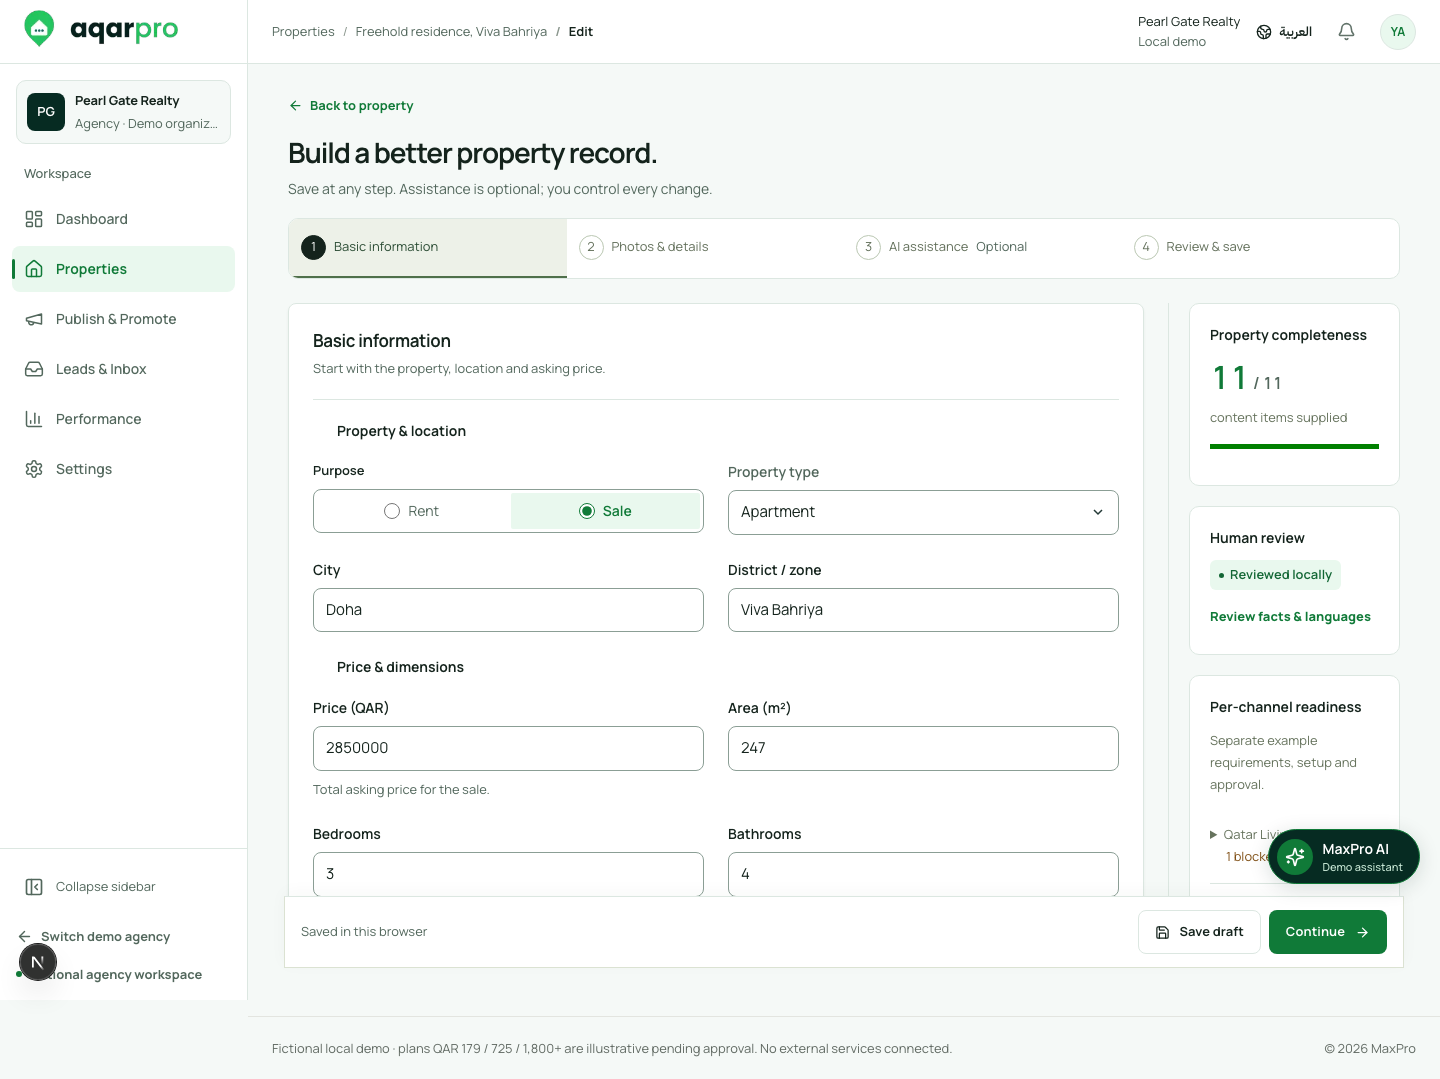 aqarpro
Properties / Freehold residence, Viva Bahriya / Edit
Pearl Gate Realty
Local demo
العربية
YA
PG
Pearl Gate Realty
Agency · Demo organiz...
Workspace
Dashboard
Properties
Publish & Promote
Leads & Inbox
Performance
Settings
Collapse sidebar
Switch demo agency
ional agency workspace
N
Back to property
Build a better property record.
Save at any step. Assistance is optional; you control every change.
1 Basic information
2 Photos & details
3 AI assistance Optional
4 Review & save
Basic information
Start with the property, location and asking price.
Property & location
Purpose
Rent
Sale
Property type
Apartment
City
Doha
District / zone
Viva Bahriya
Price & dimensions
Price (QAR)
2850000
Total asking price for the sale.
Area (m²)
247
Bedrooms
3
Bathrooms
4
Property completeness
11 / 11
content items supplied
Human review
Reviewed locally
Review facts & languages
Per-channel readiness
Separate example
requirements, setup and
approval.
Qatar Livi
1 blocke
MaxPro AI
Demo assistant
Saved in this browser
Save draft
Continue
Fictional local demo · plans QAR 179 / 725 / 1,800+ are illustrative pending approval. No external services connected.
© 2026 MaxPro